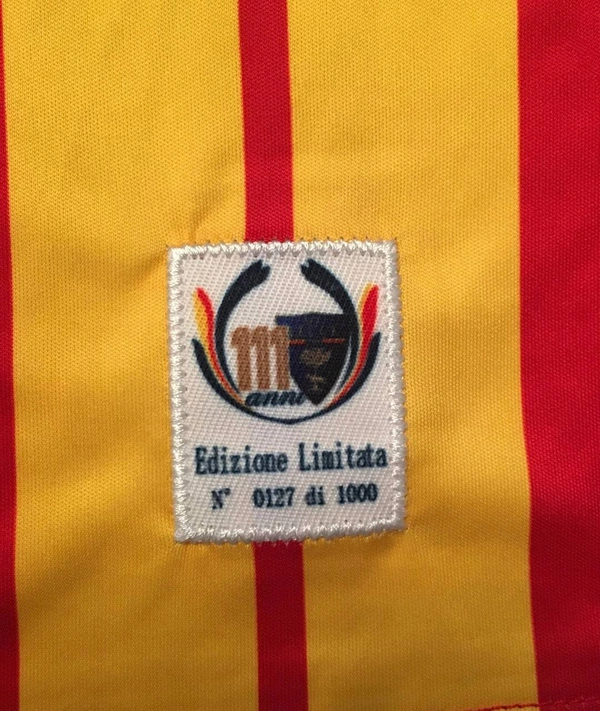 111
anni
Edizione Limitata
N° 0127 di 1000